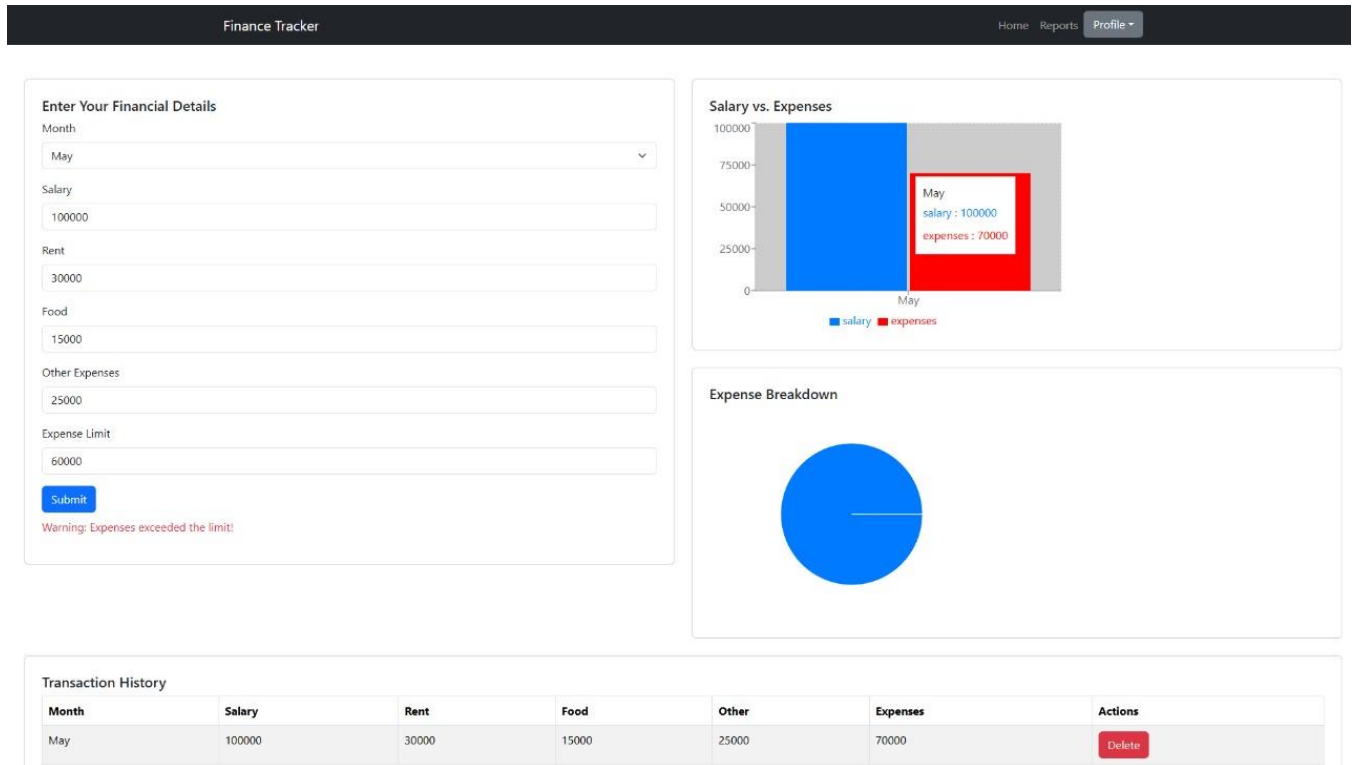 Finance Tracker
Home Reports Profile
Enter Your Financial Details
Month
May
Salary
100000
Rent
30000
Food
15000
Other Expenses
25000
Expense Limit
60000
Submit
Warning: Expenses exceeded the limit!
Salary vs. Expenses
100000
75000
50000
25000
0
May
salary : 100000
expenses : 70000
May
salary expenses
Expense Breakdown
Transaction History
Month Salary Rent Food Other Expenses Actions
May 100000 30000 15000 25000 70000 Delete